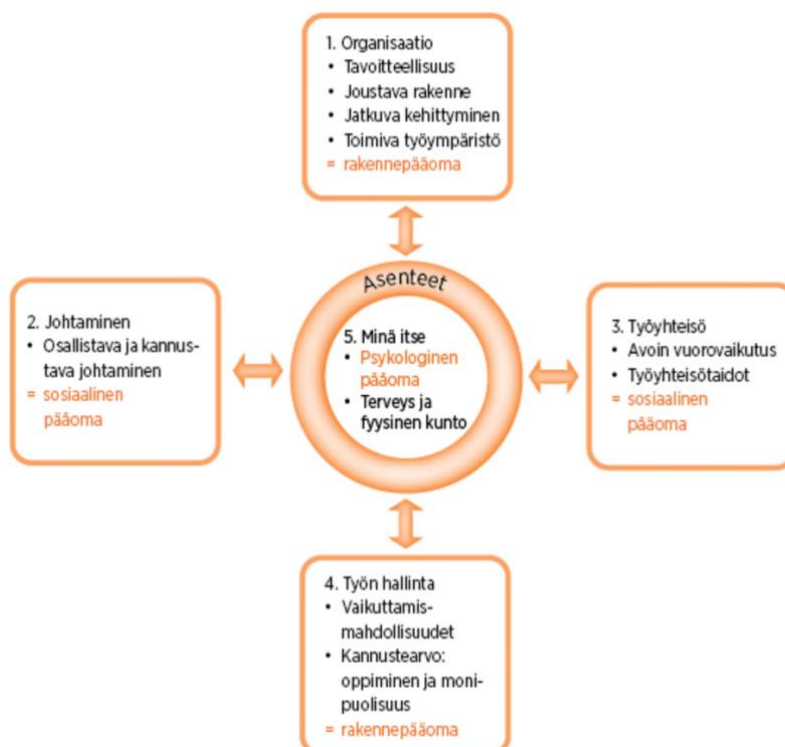 1. Organisaatio
• Tavoitteellisuus
• Joustava rakenne
• Jatkuva kehittyminen
• Toimiva työympäristö
= rakennepääoma
Asenteet
2. Johtaminen
• Osallistava ja kannus-
tava johtaminen
= sosiaalinen
pääoma
5. Minä itse
• Psykologinen
pääoma
• Terveys ja
fyysinen kunto
3. Työyhteisö
• Avoin vuorovaikutus
• Työyhteisötaidot
= sosiaalinen
pääoma
4. Työn hallinta
• Vaikuttamis-
mahdollisuudet
• Kannustearvo:
oppiminen ja moni-
puolisuus
= rakennepääoma